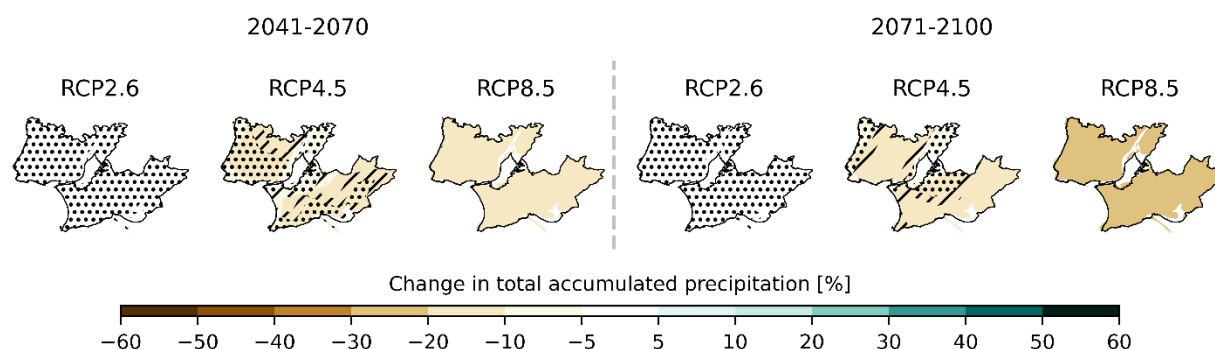 2041-2070 2071-2100
RCP2.6 RCP4.5 RCP8.5 RCP2.6 RCP4.5 RCP8.5
Change in total accumulated precipitation [%]
−60 −50 −40 −30 −20 −10 −5 5 10 20 30 40 50 60